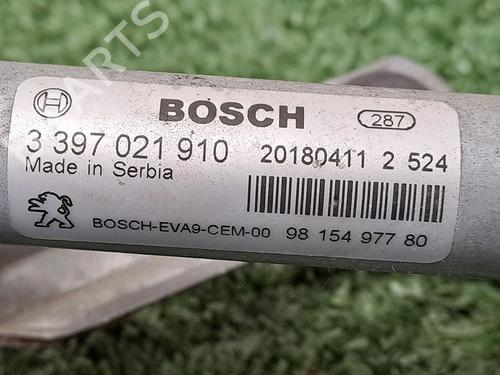 PARTS
BOSCH
287
3 397 021 910
20180411 2 524
Made in Serbia
BOSCH-EVA9-CEM-00
98 154 977 80